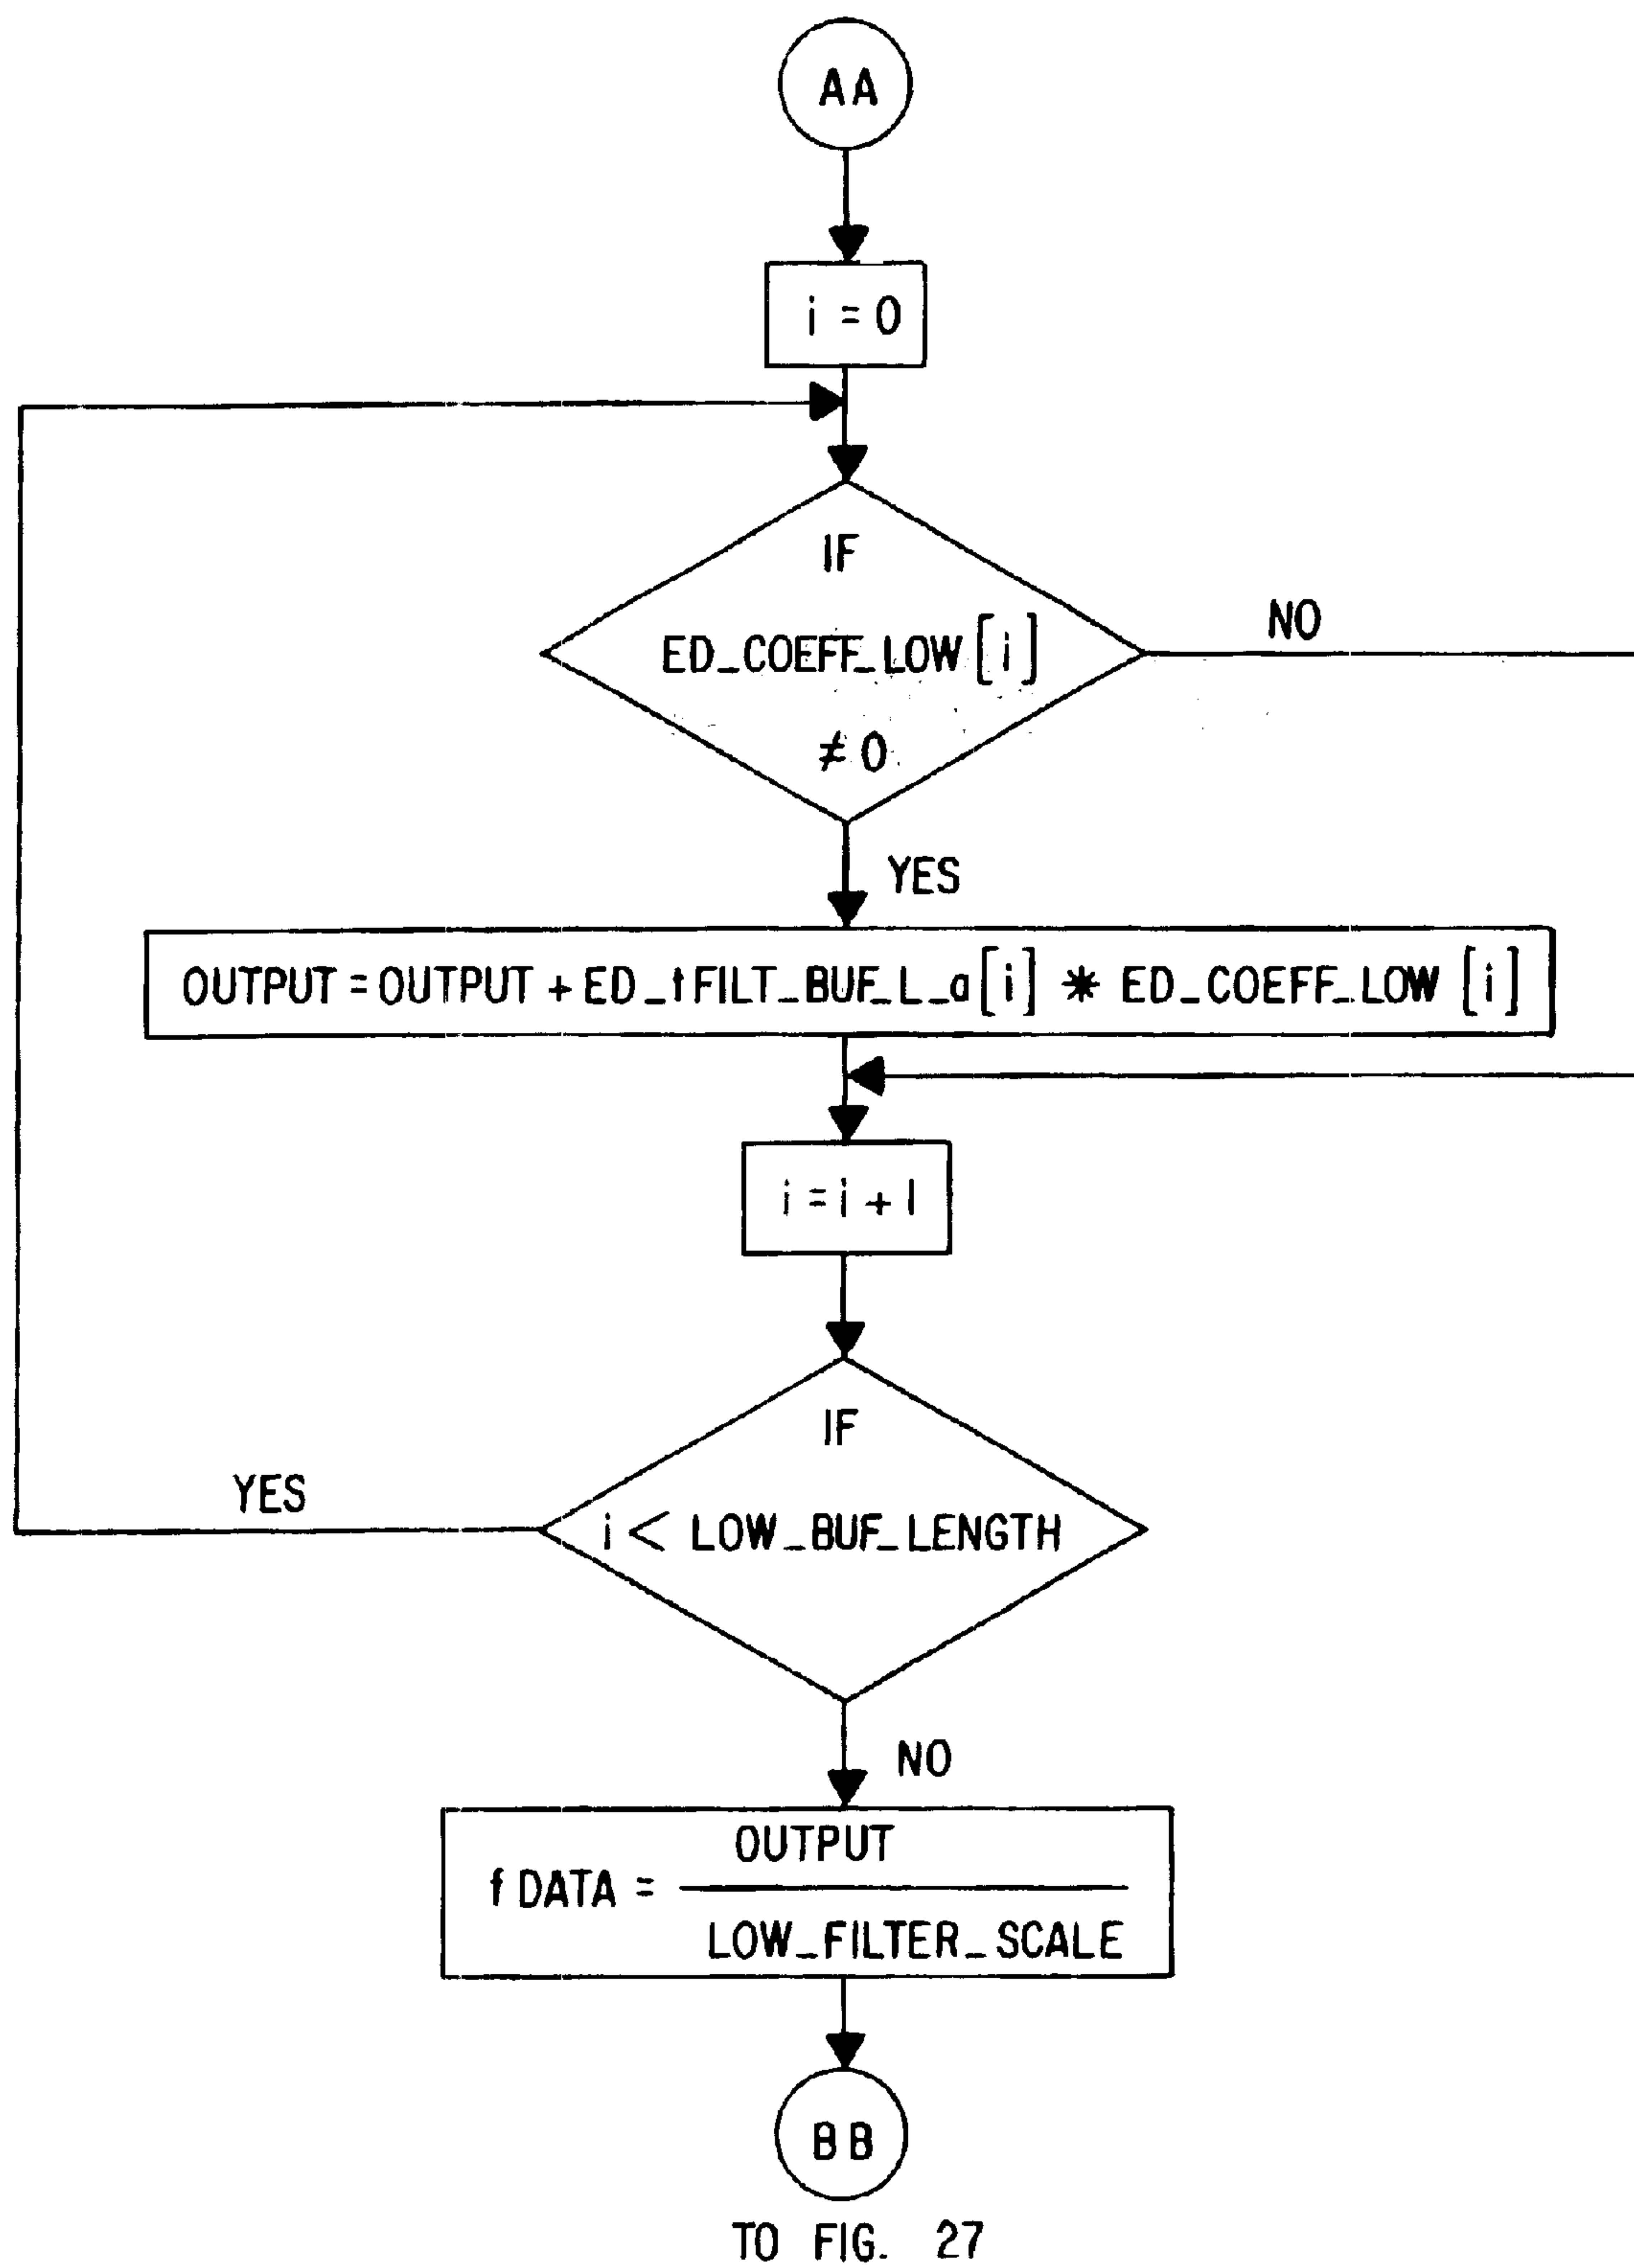 AA
i = 0
IF
ED_COEFF_LOW [i]
≠ 0
NO
YES
OUTPUT = OUTPUT + ED_tFILT_BUF_L_a[i] * ED_COEFF_LOW [i]
i = i + 1
IF
i < LOW_BUF_LENGTH
YES
NO
OUTPUT
f DATA =
LOW_FILTER_SCALE
BB
TO FIG. 27